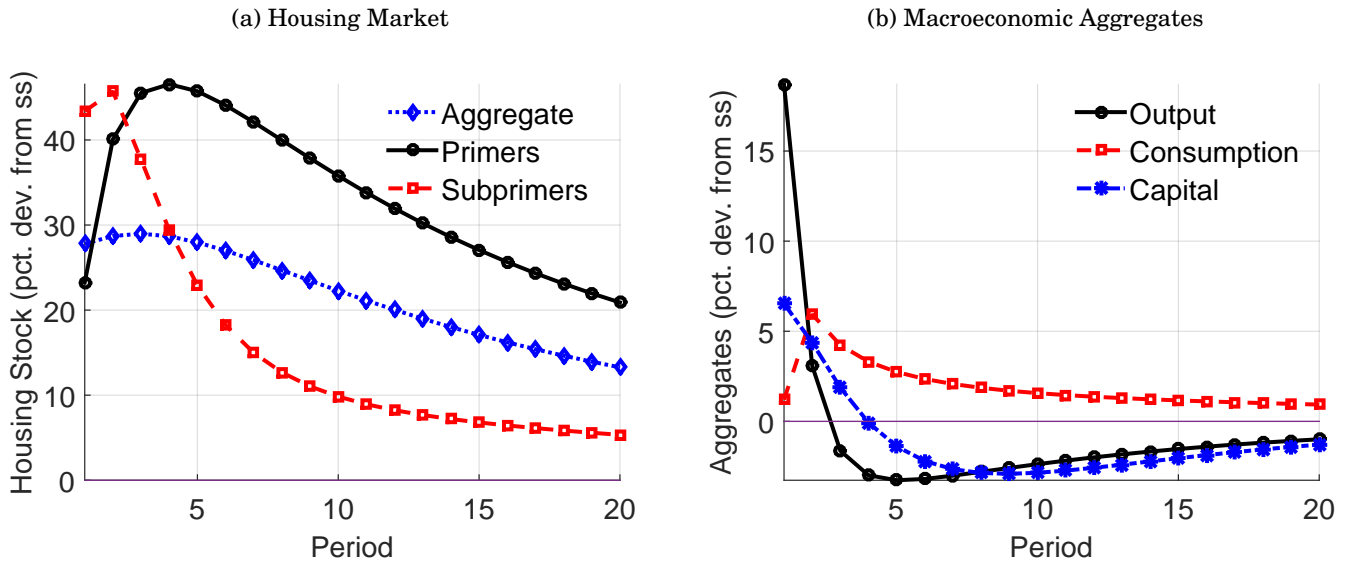 (a) Housing Market
Housing Stock (pct. dev. from ss)
40
30
20
10
0
Aggregate
Primers
Subprimers
5
10
15
20
Period
(b) Macroeconomic Aggregates
Aggregates (pct. dev. from ss)
15
10
5
0
Output
Consumption
Capital
5
10
15
20
Period